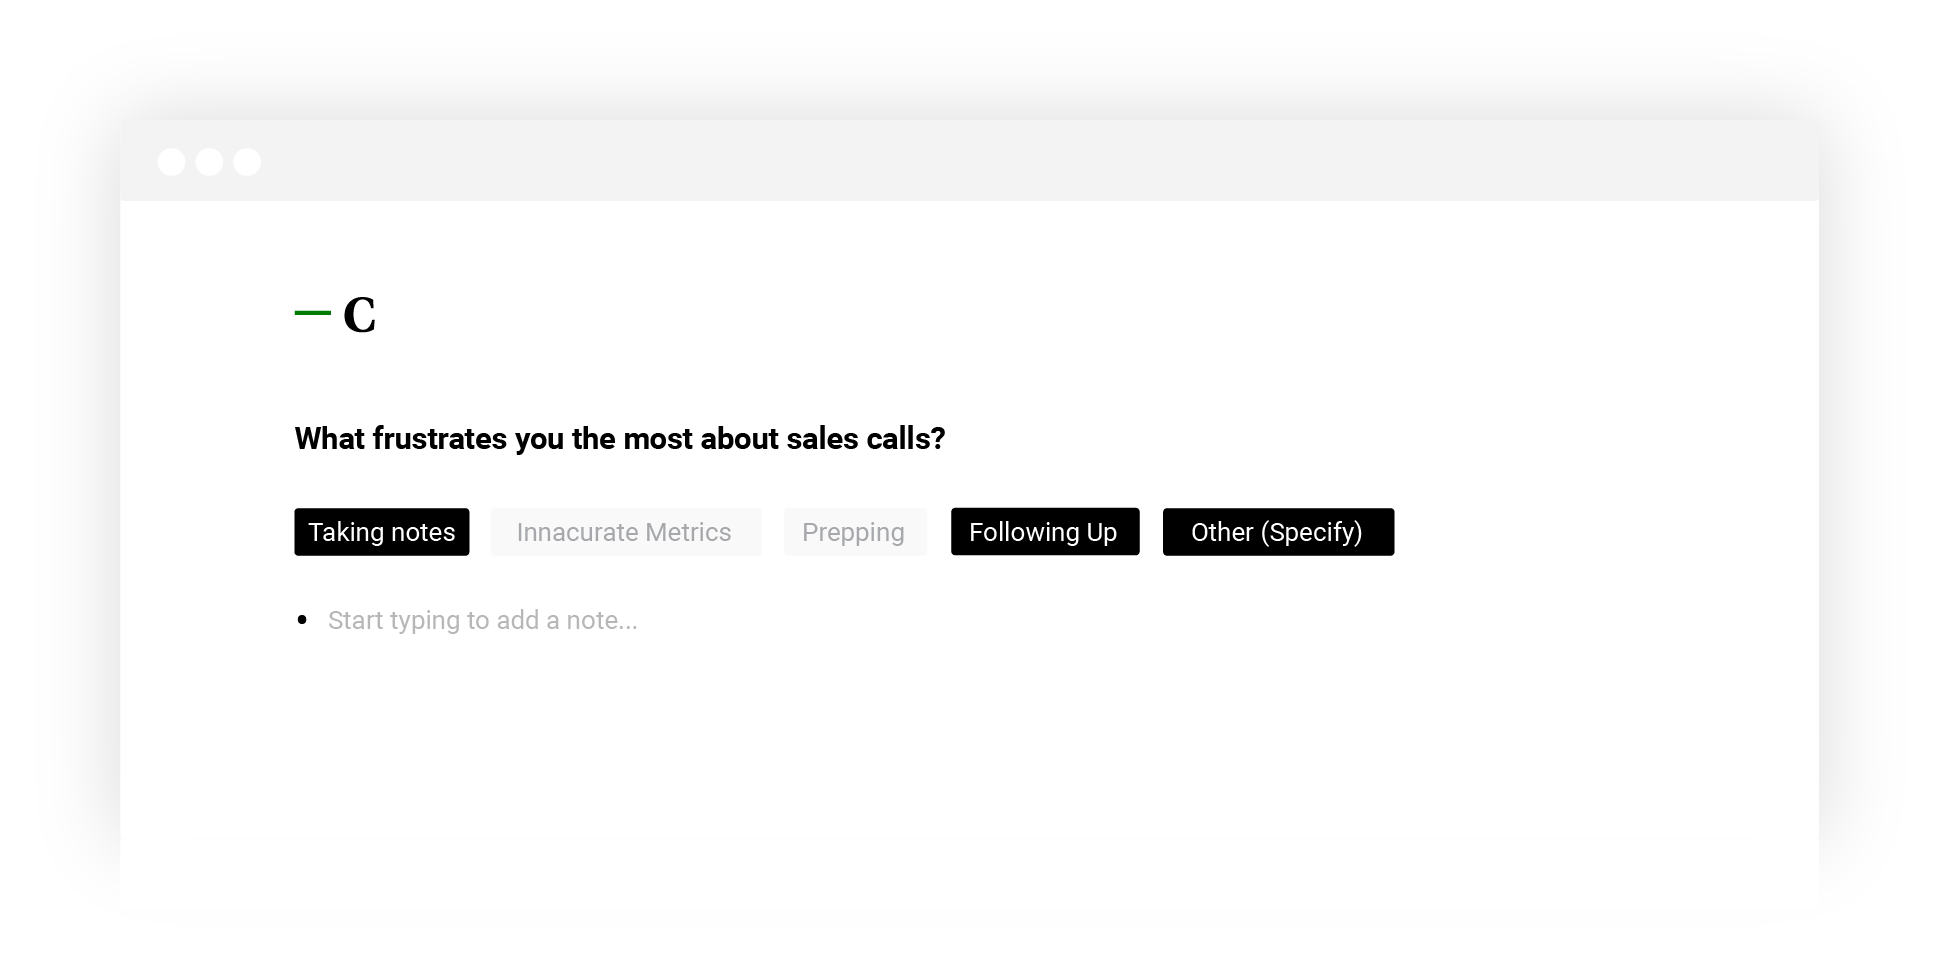 — C
What frustrates you the most about sales calls?
Taking notes Innacurate Metrics Prepping Following Up Other (Specify)
• Start typing to add a note...